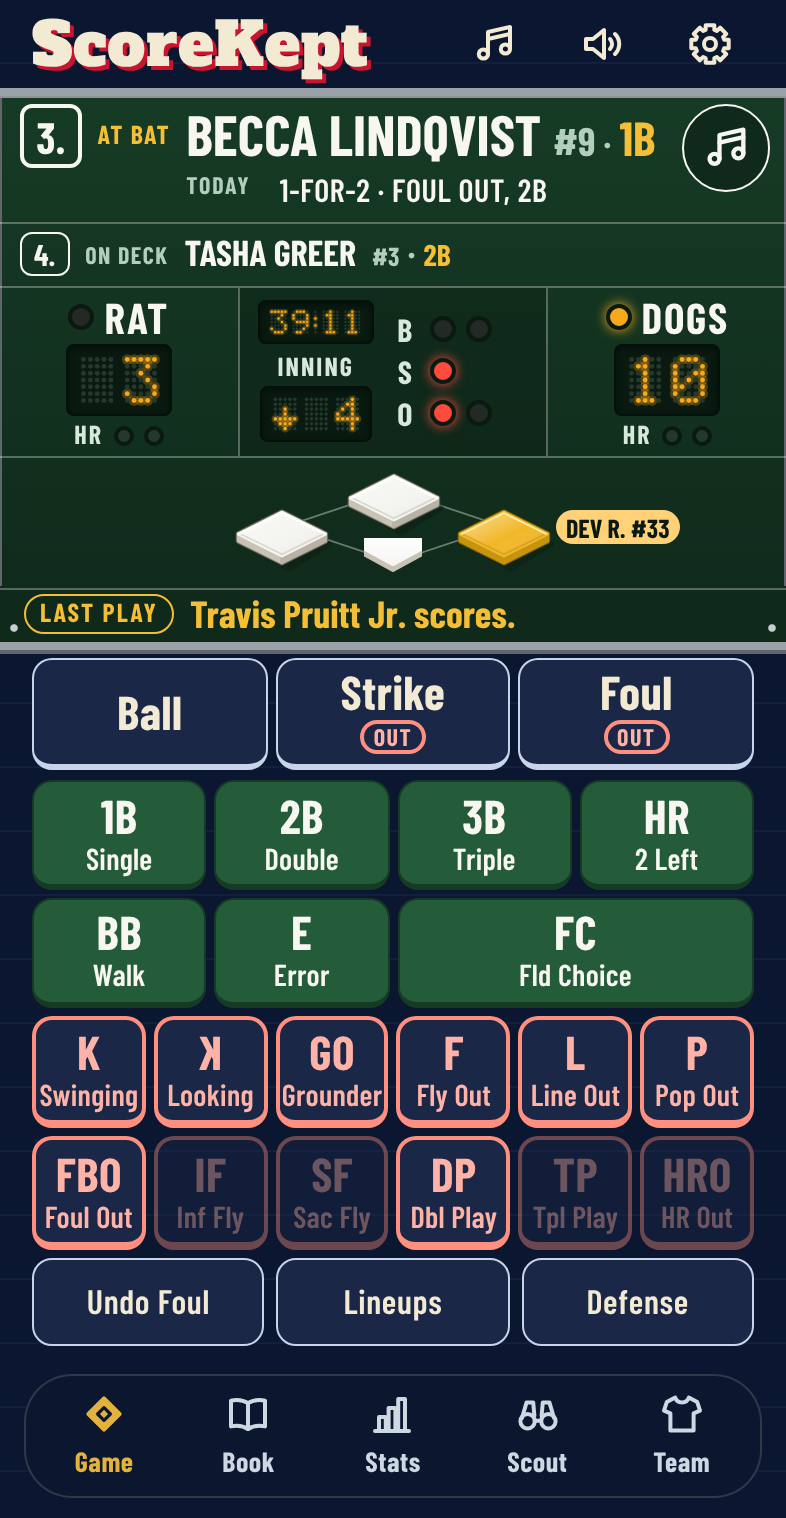 ScoreKept
3. AT BAT BECCA LINDQVIST #9 · 1B
TODAY 1-FOR-2 · FOUL OUT, 2B
4. ON DECK TASHA GREER #3 · 2B
RAT
3
HR
39:11
INNING
4
B
S
O
DOGS
10
HR
DEV R. #33
LAST PLAY Travis Pruitt Jr. scores.
Ball
Strike
OUT
Foul
OUT
1B
Single
2B
Double
3B
Triple
HR
2 Left
BB
Walk
E
Error
FC
Fld Choice
K
Swinging
ꓘ
Looking
GO
Grounder
F
Fly Out
L
Line Out
P
Pop Out
FBO
Foul Out
IF
Inf Fly
SF
Sac Fly
DP
Dbl Play
TP
Tpl Play
HRO
HR Out
Undo Foul
Lineups
Defense
Game
Book
Stats
Scout
Team